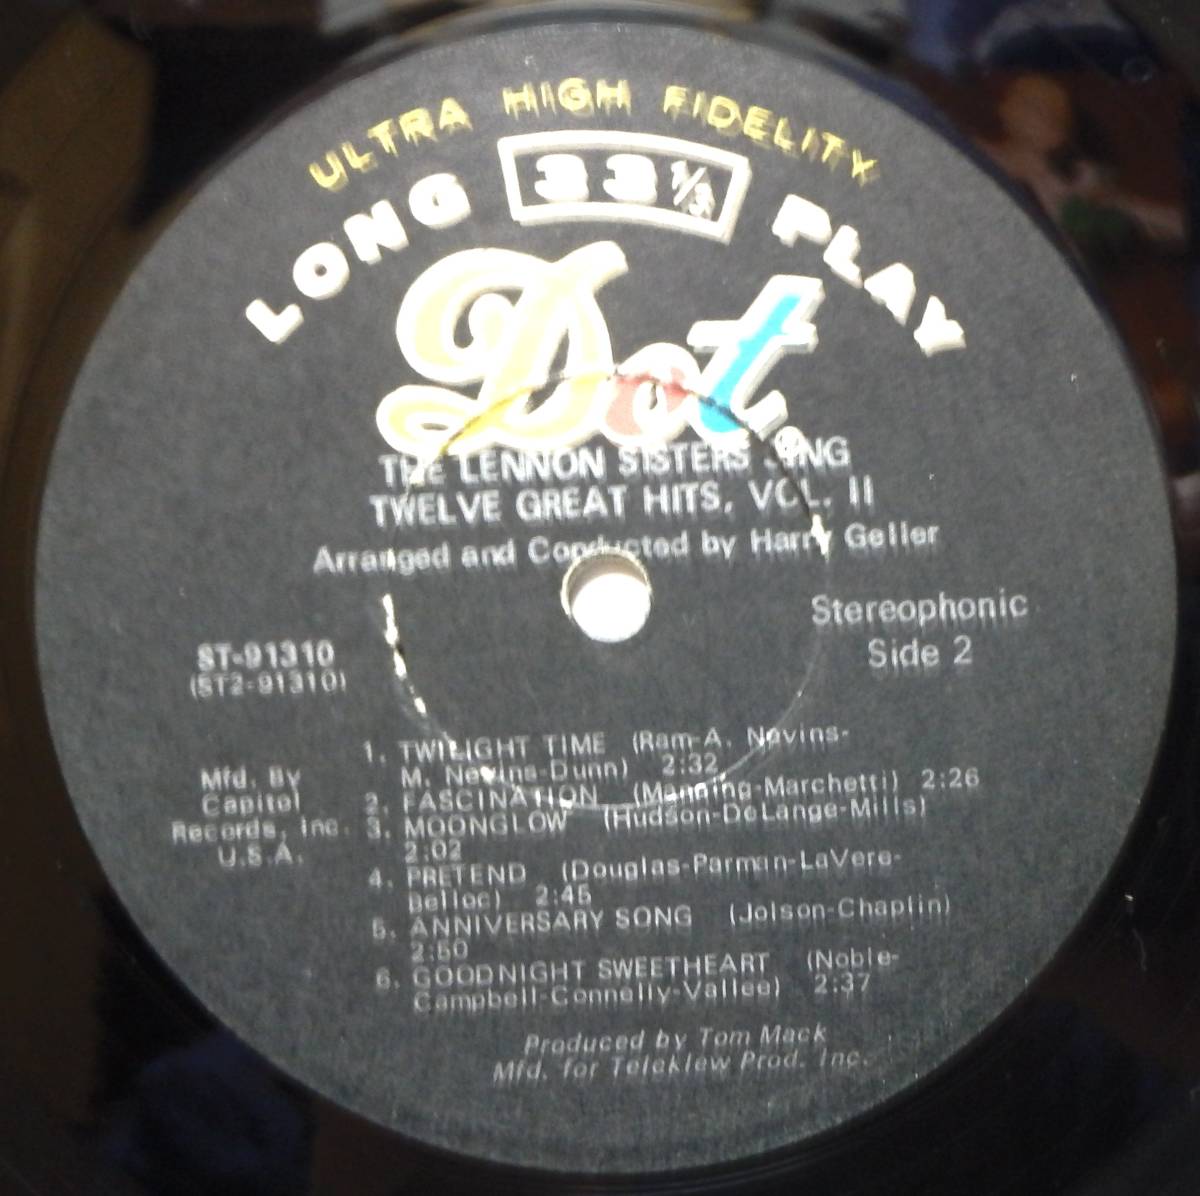 ULTRA HIGH FIDELITY
LONG 33 1/3 PLAY
Dot®
THE LENNON SISTERS SING
TWELVE GREAT HITS, VOL. II
Arranged and Conducted by Harry Geller
Stereophonic
Side 2
ST-91310
(ST2-91310)
Mfd. By
Capitol
Records, Inc.
U.S.A.
1. TWILIGHT TIME (Ram-A. Nevins-
M. Nevins-Dunn) 2:32
2. FASCINATION (Manning-Marchetti) 2:26
3. MOONGLOW (Hudson-DeLange-Mills)
2:02
4. PRETEND (Douglas-Parman-LaVere-
Belloc) 2:45
5. ANNIVERSARY SONG (Jolson-Chaplin)
2:50
6. GOODNIGHT SWEETHEART (Noble-
Campbell-Connelly-Vallee) 2:37
Produced by Tom Mack
Mfd. for Teleklew Prod. Inc.